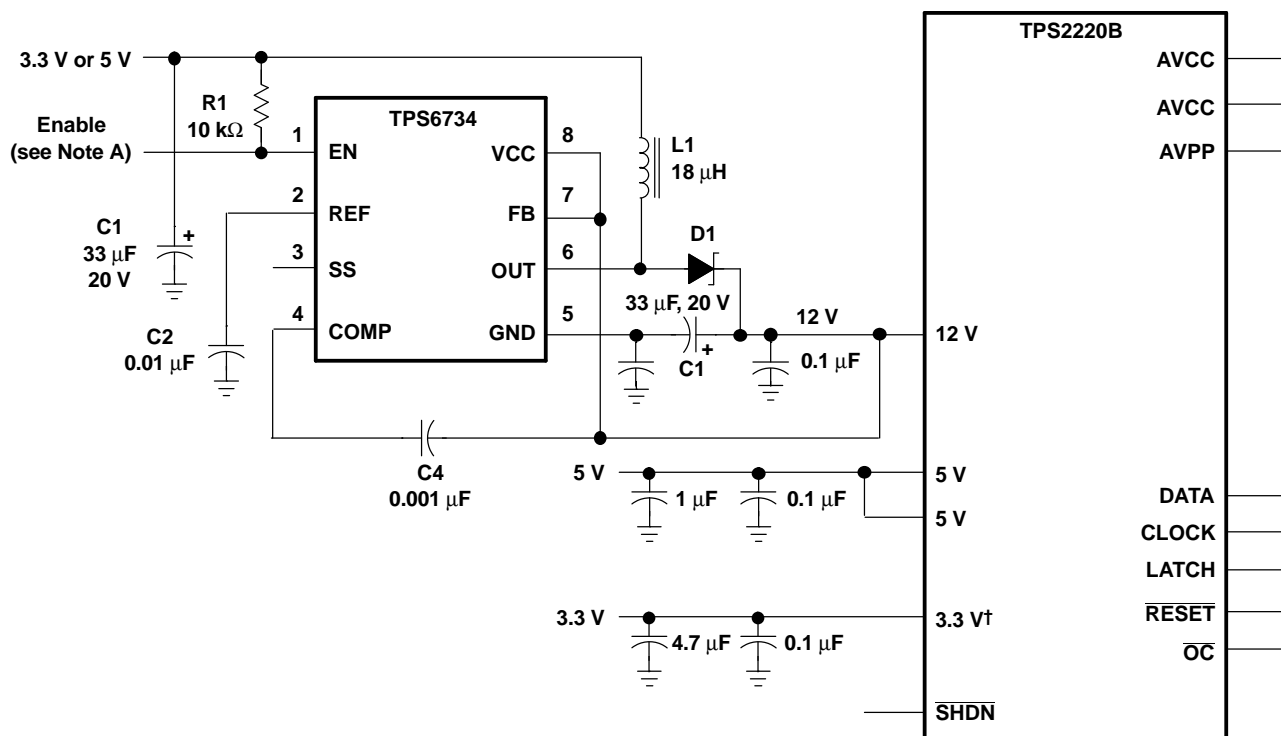 TPS2220B
3.3 V or 5 V
AVCC
R1
10 kΩ
TPS6734
AVCC
Enable
(see Note A)
1
EN
VCC
8
L1
18 μH
AVPP
2
REF
FB
7
C1
33 μF
20 V
+
3
SS
OUT
6
D1
33 μF, 20 V
4
COMP
GND
5
12 V
12 V
C2
0.01 μF
+
C1
0.1 μF
C4
0.001 μF
5 V
5 V
1 μF
0.1 μF
5 V
DATA
CLOCK
LATCH
3.3 V
3.3 V†
RESET
4.7 μF
0.1 μF
OC
SHDN